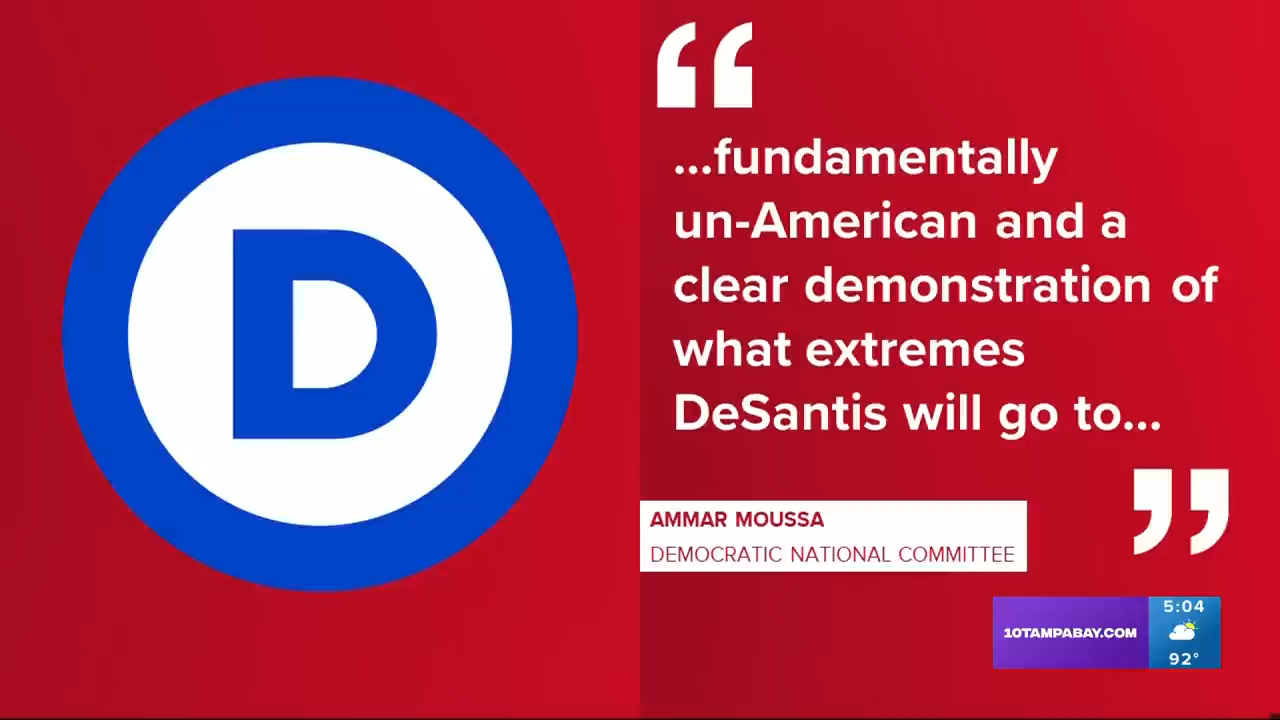 D
“
...fundamentally
un-American and a
clear demonstration of
what extremes
DeSantis will go to...
”
AMMAR MOUSSA
DEMOCRATIC NATIONAL COMMITTEE
10TAMPABAY.COM
5:04
92°